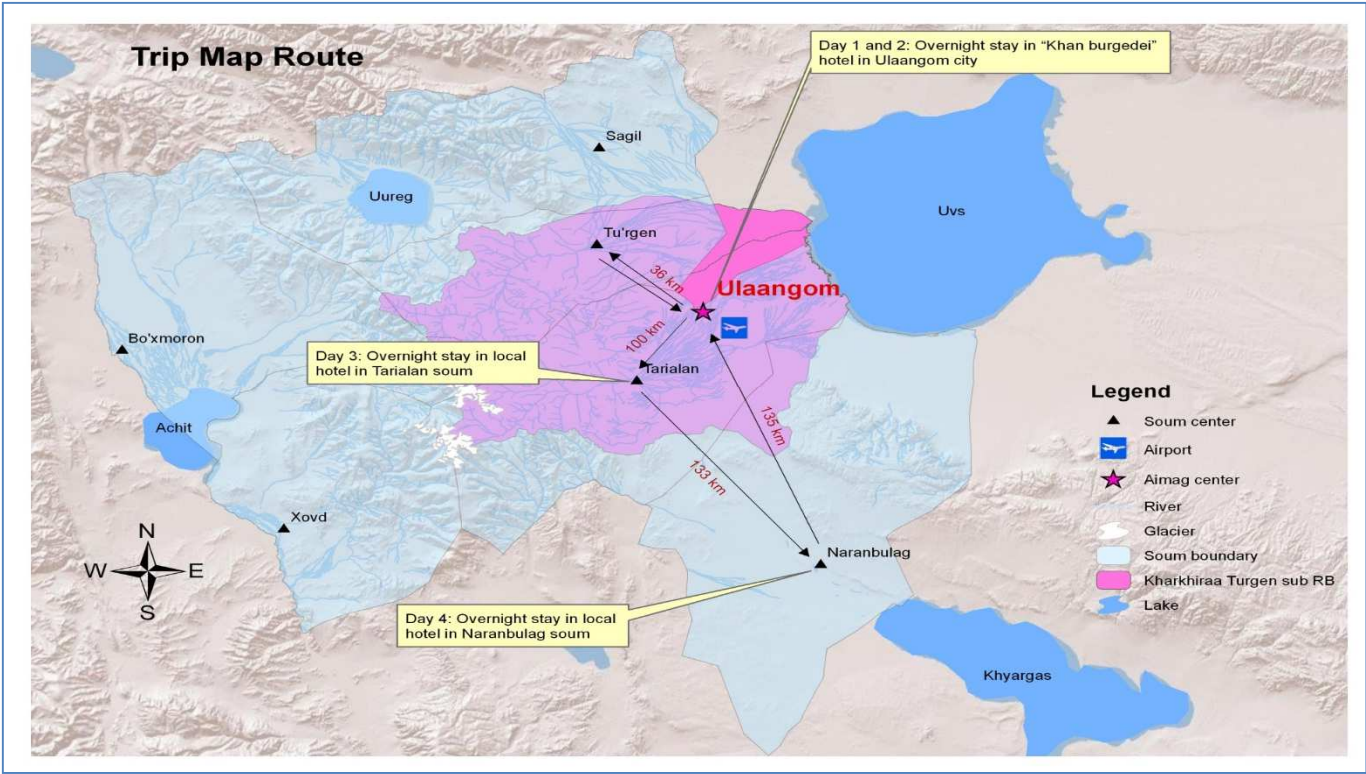 Trip Map Route
Day 1 and 2: Overnight stay in “Khan burgedei”
hotel in Ulaangom city
Sagil
Uureg
Uvs
Tu'rgen
36 km
Ulaangom
100 km
Bo'xmoron
Day 3: Overnight stay in local
hotel in Tarialan soum
Tarialan
Achit
135 km
133 km
Xovd
N
W
E
S
Naranbulag
Day 4: Overnight stay in local
hotel in Naranbulag soum
Khyargas
Legend
Soum center
Airport
Aimag center
River
Glacier
Soum boundary
Kharkhiraa Turgen sub RB
Lake